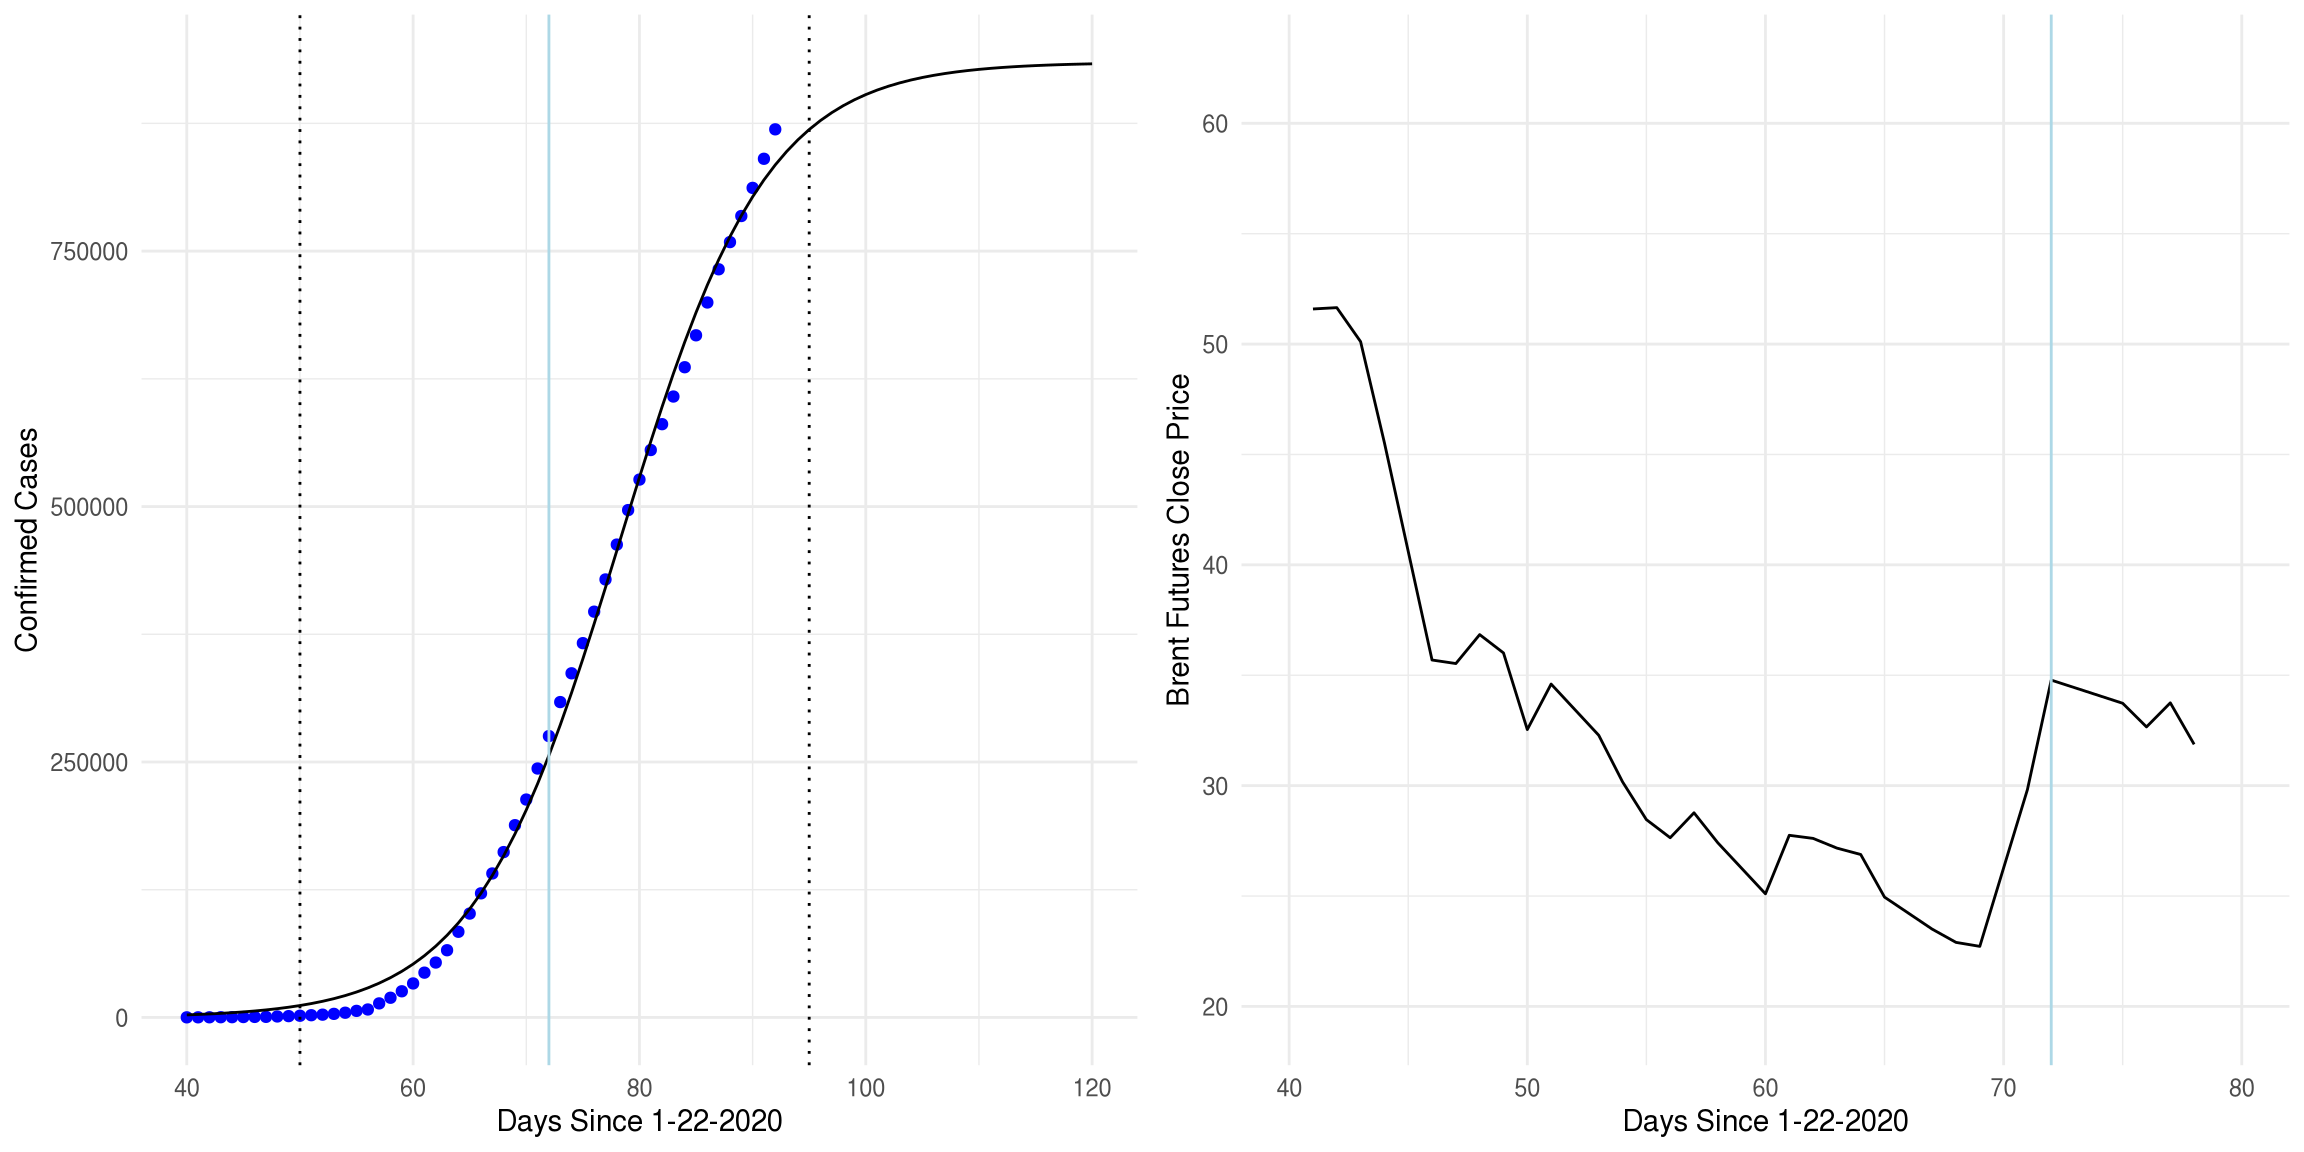 Confirmed Cases
750000
500000
250000
0
40 60 80 100 120
Days Since 1-22-2020
Brent Futures Close Price
60
50
40
30
20
40 50 60 70 80
Days Since 1-22-2020